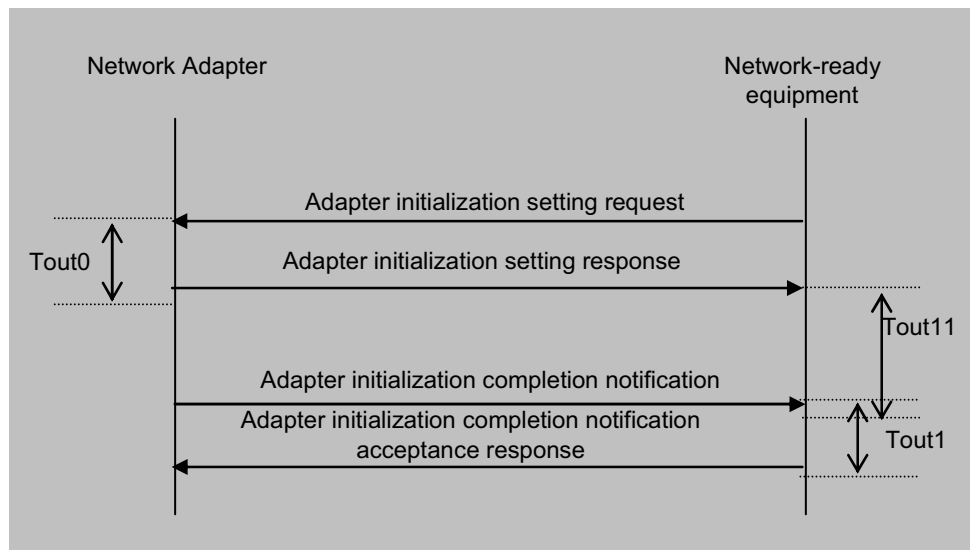 Network Adapter
Network-ready
equipment
Adapter initialization setting request
Tout0
Adapter initialization setting response
Tout11
Adapter initialization completion notification
Adapter initialization completion notification
acceptance response
Tout1